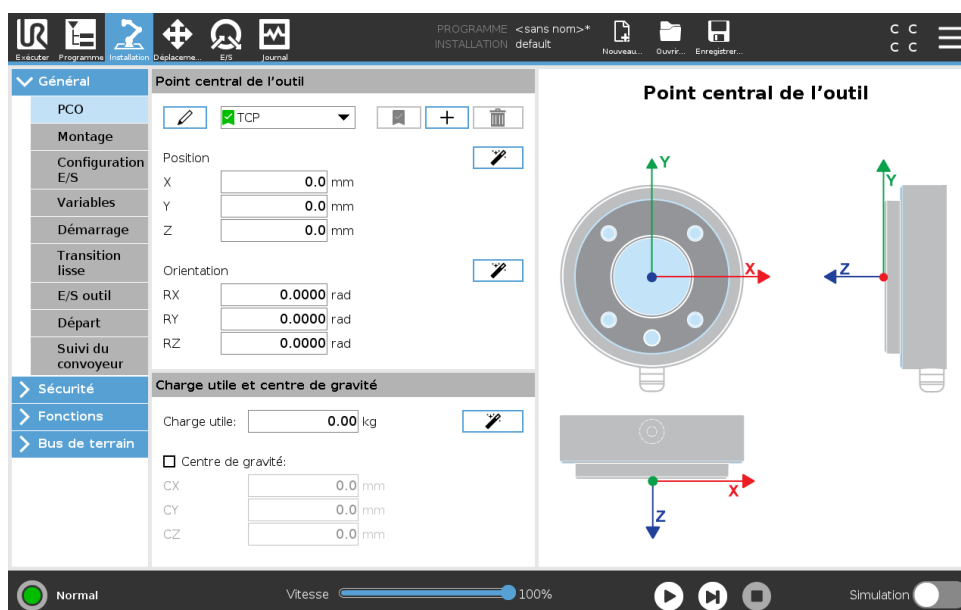 UR
PROGRAMME <sans nom>*
INSTALLATION default
Exécuter Programme Installation Déplaceme... E/S Journal
Nouveau... Ouvrir... Enregistrer...
C C
C C
Général
PCO
Montage
Configuration
E/S
Variables
Démarrage
Transition
lisse
E/S outil
Départ
Suivi du
convoyeur
Sécurité
Fonctions
Bus de terrain
Point central de l'outil
TCP
Position
X 0.0 mm
Y 0.0 mm
Z 0.0 mm
Orientation
RX 0.0000 rad
RY 0.0000 rad
RZ 0.0000 rad
Charge utile et centre de gravité
Charge utile: 0.00 kg
Centre de gravité:
CX 0.0 mm
CY 0.0 mm
CZ 0.0 mm
Point central de l'outil
Y
X
Y
Z
X
Z
Normal
Vitesse 100%
Simulation